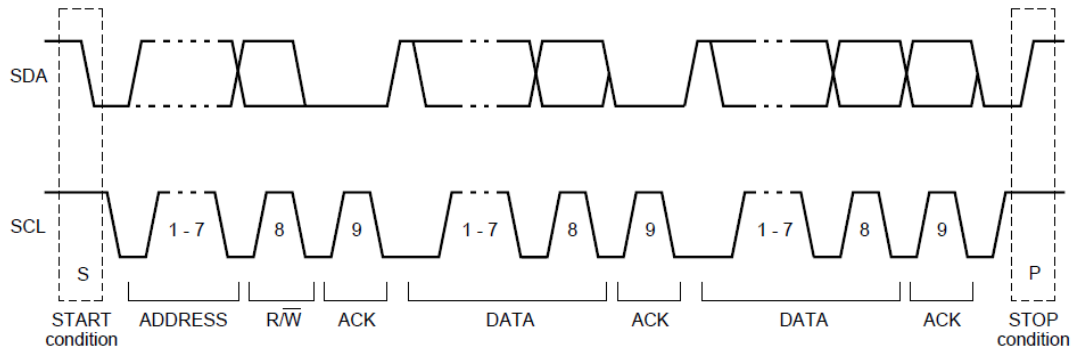 SDA
SCL
1 - 7 8 9 1 - 7 8 9 1 - 7 8 9
S P
START condition ADDRESS R/W̅ ACK DATA ACK DATA ACK STOP condition